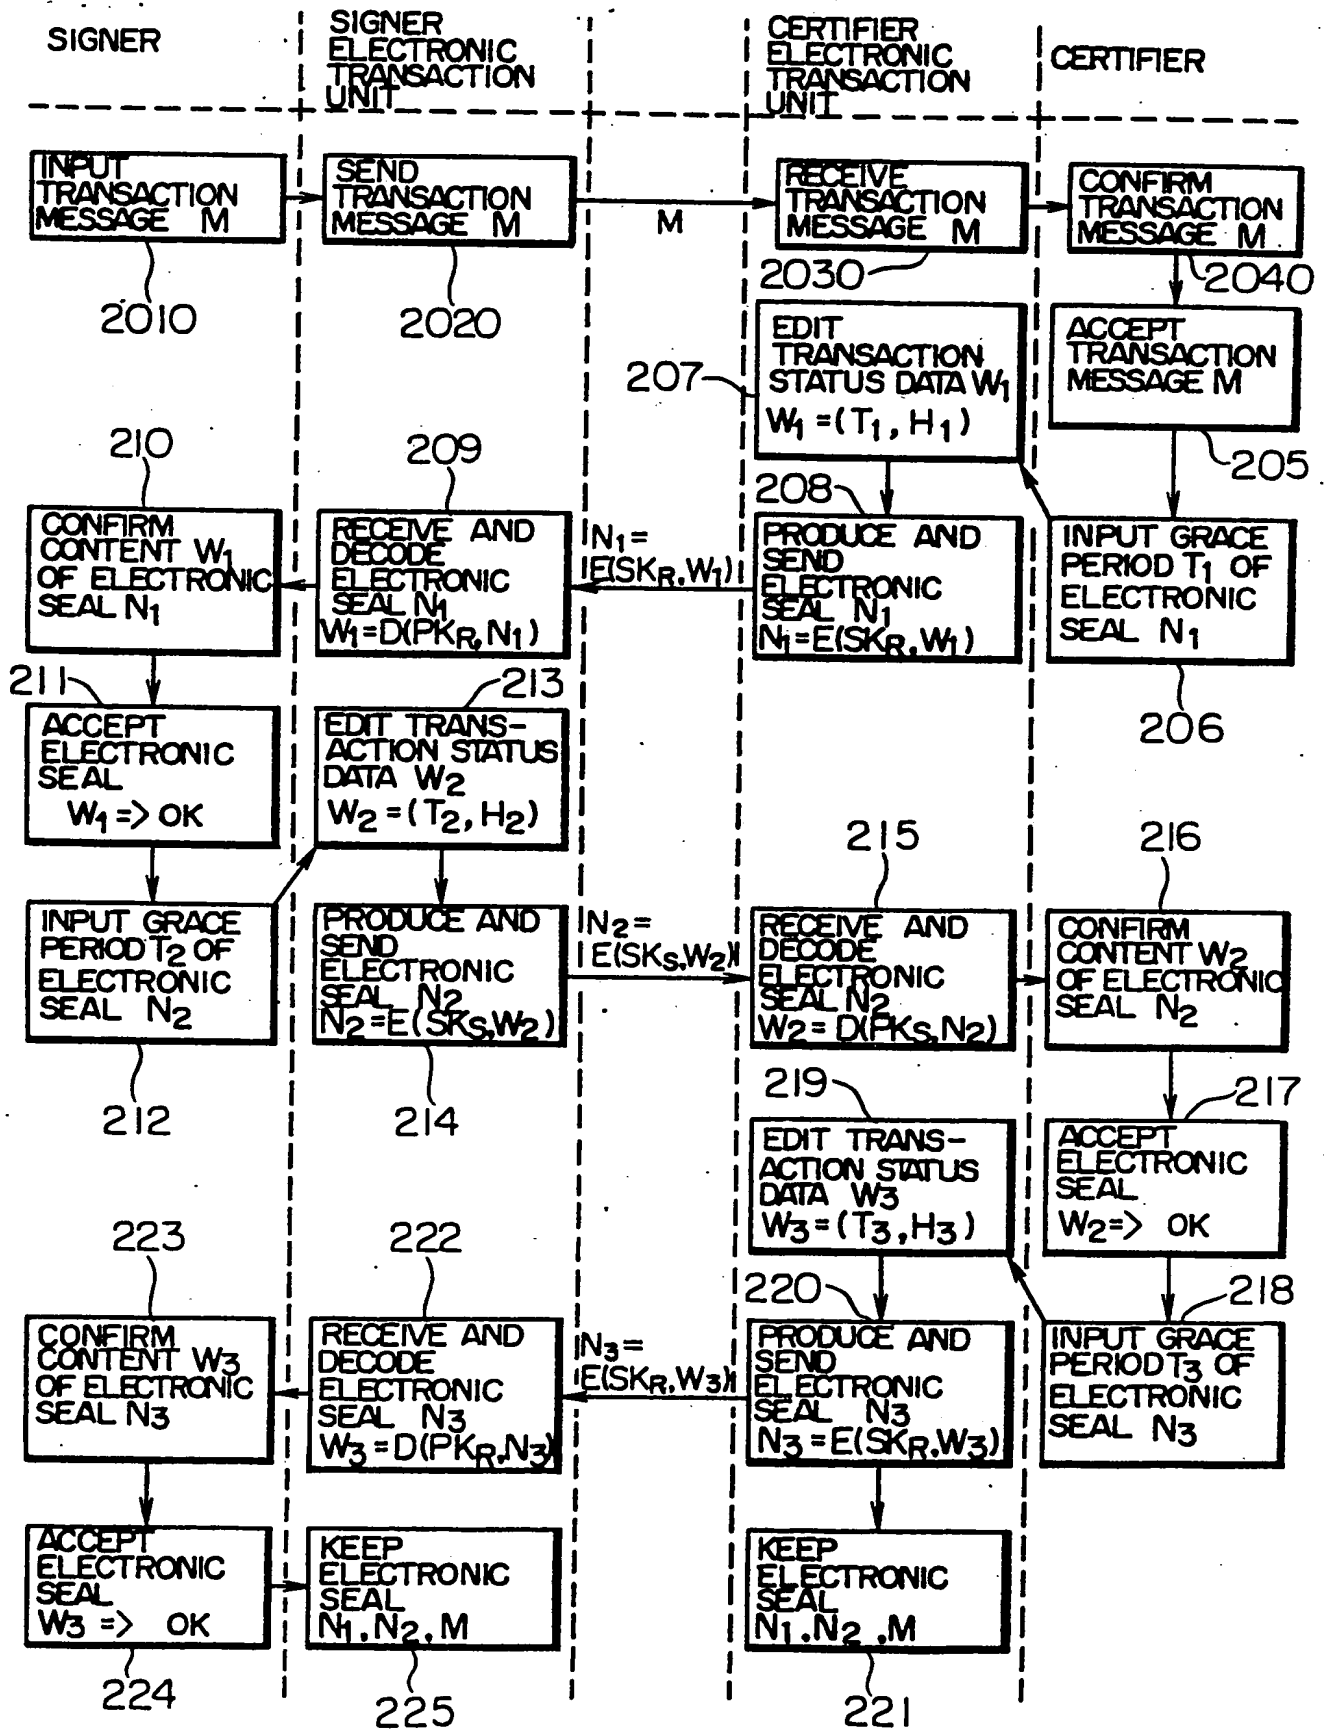 SIGNER
SIGNER
ELECTRONIC
TRANSACTION
UNIT
CERTIFIER
ELECTRONIC
TRANSACTION
UNIT
CERTIFIER
INPUT
TRANSACTION
MESSAGE M
2010
SEND
TRANSACTION
MESSAGE M
2020
M
RECEIVE
TRANSACTION
MESSAGE M
2030
CONFIRM
TRANSACTION
MESSAGE M
2040
207
EDIT
TRANSACTION
STATUS DATA W1
W1 = (T1, H1)
ACCEPT
TRANSACTION
MESSAGE M
205
210
CONFIRM
CONTENT W1
OF ELECTRONIC
SEAL N1
209
RECEIVE AND
DECODE
ELECTRONIC
SEAL N1
W1=D(PKR, N1)
N1=
E(SKR, W1)
208
PRODUCE AND
SEND
ELECTRONIC
SEAL N1
N1=E(SKR, W1)
INPUT GRACE
PERIOD T1 OF
ELECTRONIC
SEAL N1
206
211
ACCEPT
ELECTRONIC
SEAL
W1 => OK
213
EDIT TRANS-
ACTION STATUS
DATA W2
W2 = (T2, H2)
INPUT GRACE
PERIOD T2 OF
ELECTRONIC
SEAL N2
212
PRODUCE AND
SEND
ELECTRONIC
SEAL N2
N2=E(SKS, W2)
214
N2=
E(SKS, W2)
215
RECEIVE AND
DECODE
ELECTRONIC
SEAL N2
W2= D(PKS, N2)
216
CONFIRM
CONTENT W2
OF ELECTRONIC
SEAL N2
219
EDIT TRANS-
ACTION STATUS
DATA W3
W3 = (T3, H3)
217
ACCEPT
ELECTRONIC
SEAL
W2 => OK
223
CONFIRM
CONTENT W3
OF ELECTRONIC
SEAL N3
222
RECEIVE AND
DECODE
ELECTRONIC
SEAL N3
W3 = D(PKR, N3)
N3=
E(SKR, W3)
220
PRODUCE AND
SEND
ELECTRONIC
SEAL N3
N3 = E(SKR, W3)
218
INPUT GRACE
PERIOD T3 OF
ELECTRONIC
SEAL N3
ACCEPT
ELECTRONIC
SEAL
W3 => OK
224
KEEP
ELECTRONIC
SEAL
N1, N2, M
225
KEEP
ELECTRONIC
SEAL
N1, N2, M
221